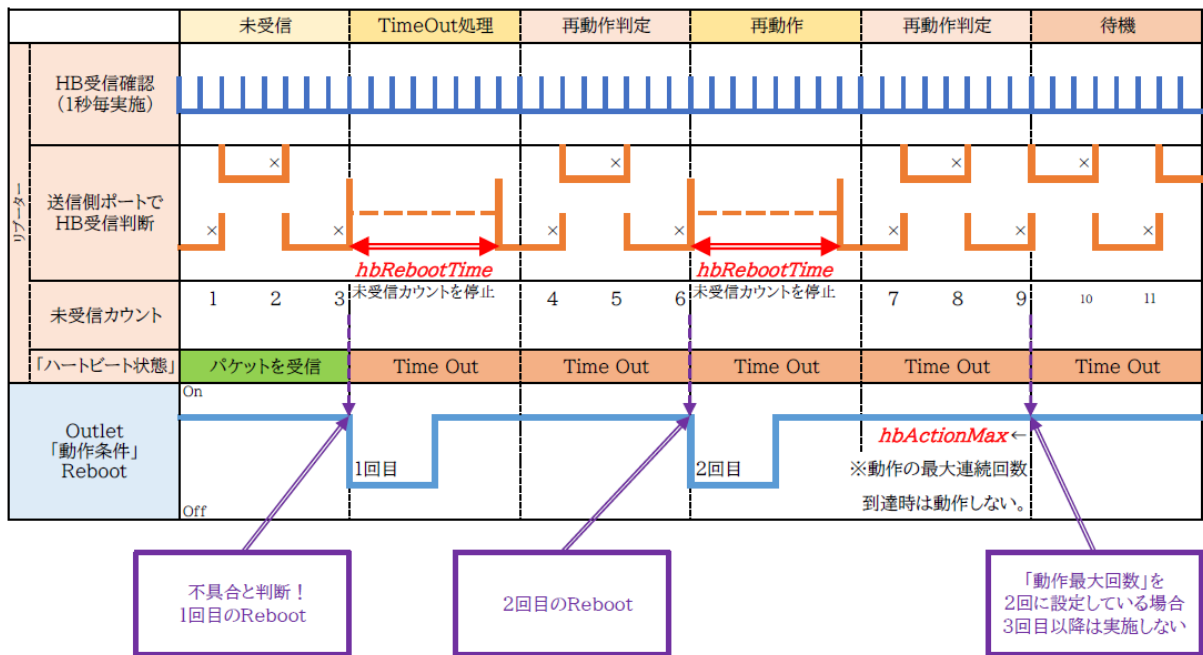 未受信 TimeOut処理 再動作判定 再動作 再動作判定 待機
リブーター
HB受信確認
(1秒毎実施)
送信側ポートで
HB受信判断
× × × × × × × × × × ×
hbRebootTime hbRebootTime
未受信カウント
1 2 3 未受信カウントを停止 4 5 6 未受信カウントを停止 7 8 9 10 11
「ハートビート状態」 パケットを受信 Time Out Time Out Time Out Time Out Time Out
Outlet
「動作条件」
Reboot
On
Off
1回目
2回目
hbActionMax←
※動作の最大連続回数
到達時は動作しない。
不具合と判断！
1回目のReboot
2回目のReboot
「動作最大回数」を
2回に設定している場合
3回目以降は実施しない